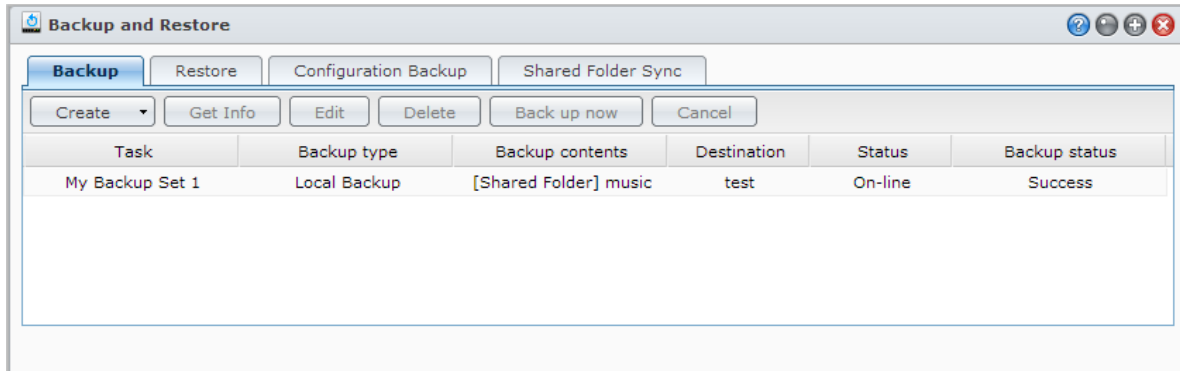 Backup and Restore
Backup Restore Configuration Backup Shared Folder Sync
Create Get Info Edit Delete Back up now Cancel
Task Backup type Backup contents Destination Status Backup status
My Backup Set 1 Local Backup [Shared Folder] music test On-line Success